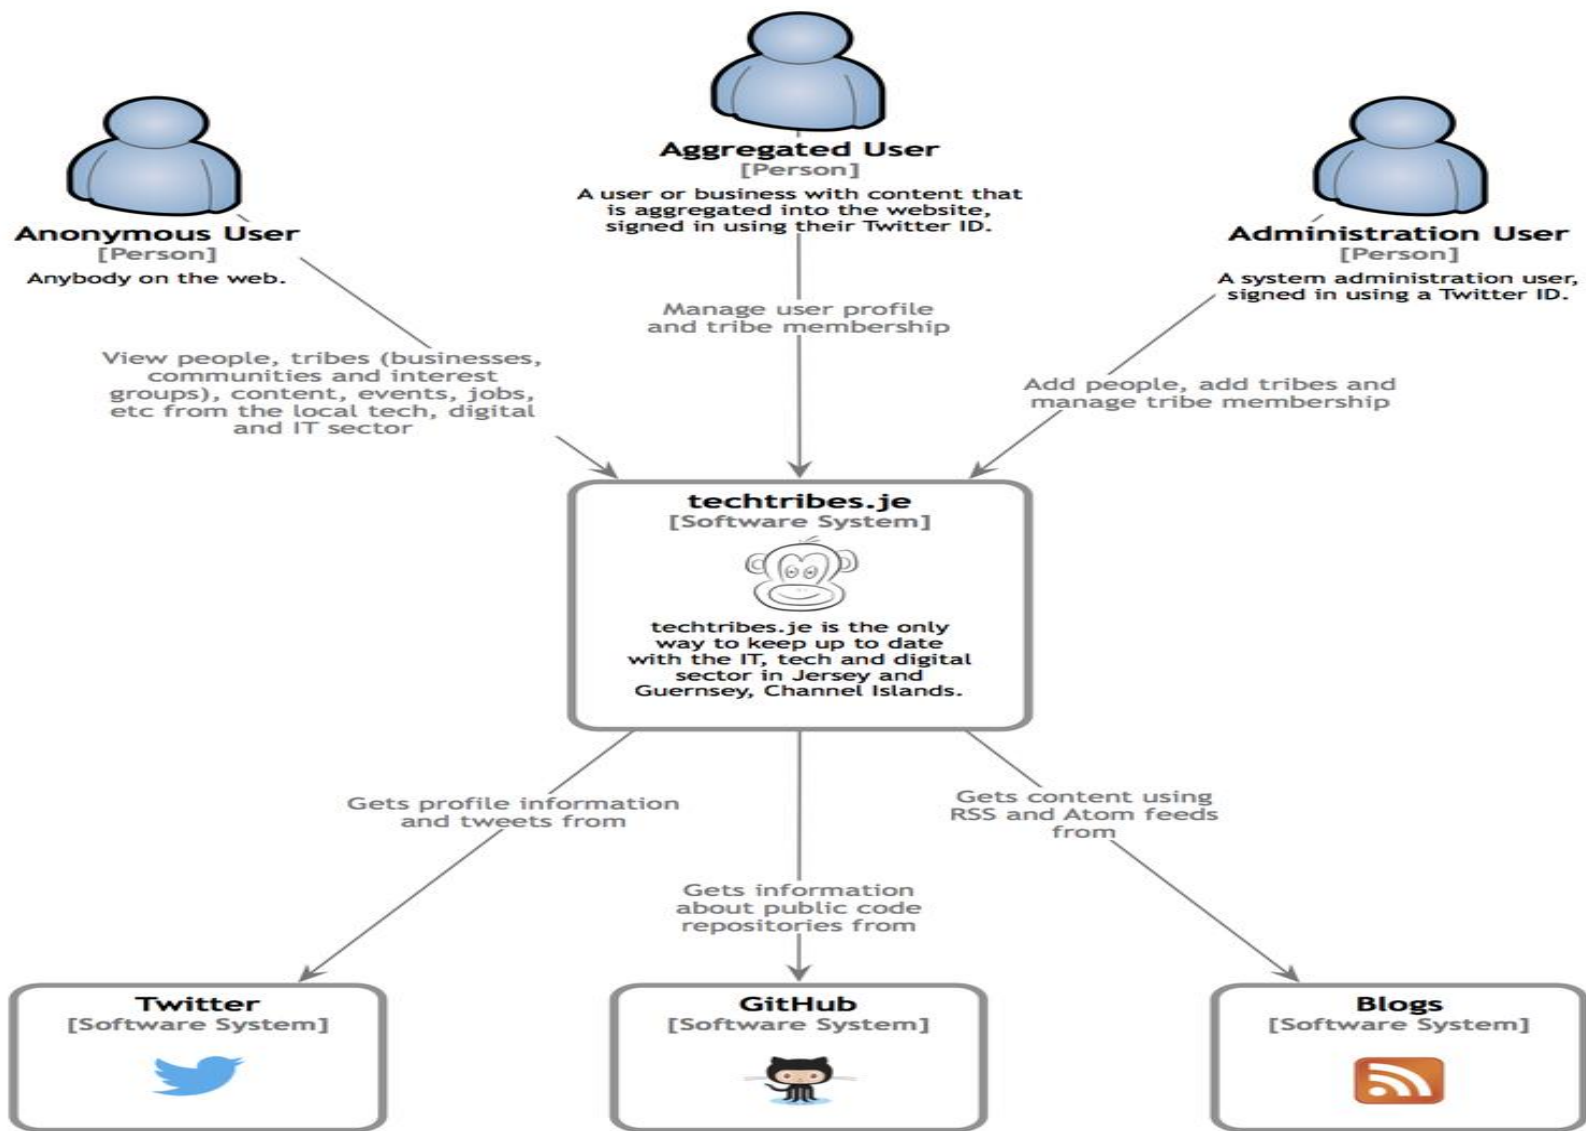 Aggregated User
[Person]
A user or business with content that
is aggregated into the website,
signed in using their Twitter ID.
Anonymous User
[Person]
Anybody on the web.
Administration User
[Person]
A system administration user,
signed in using a Twitter ID.
Manage user profile
and tribe membership
View people, tribes (businesses,
communities and interest
groups), content, events, jobs,
etc from the local tech, digital
and IT sector
Add people, add tribes and
manage tribe membership
techtribes.je
[Software System]
techtribes.je is the only
way to keep up to date
with the IT, tech and digital
sector in Jersey and
Guernsey, Channel Islands.
Gets profile information
and tweets from
Gets content using
RSS and Atom feeds
from
Gets information
about public code
repositories from
Twitter
[Software System]
GitHub
[Software System]
Blogs
[Software System]